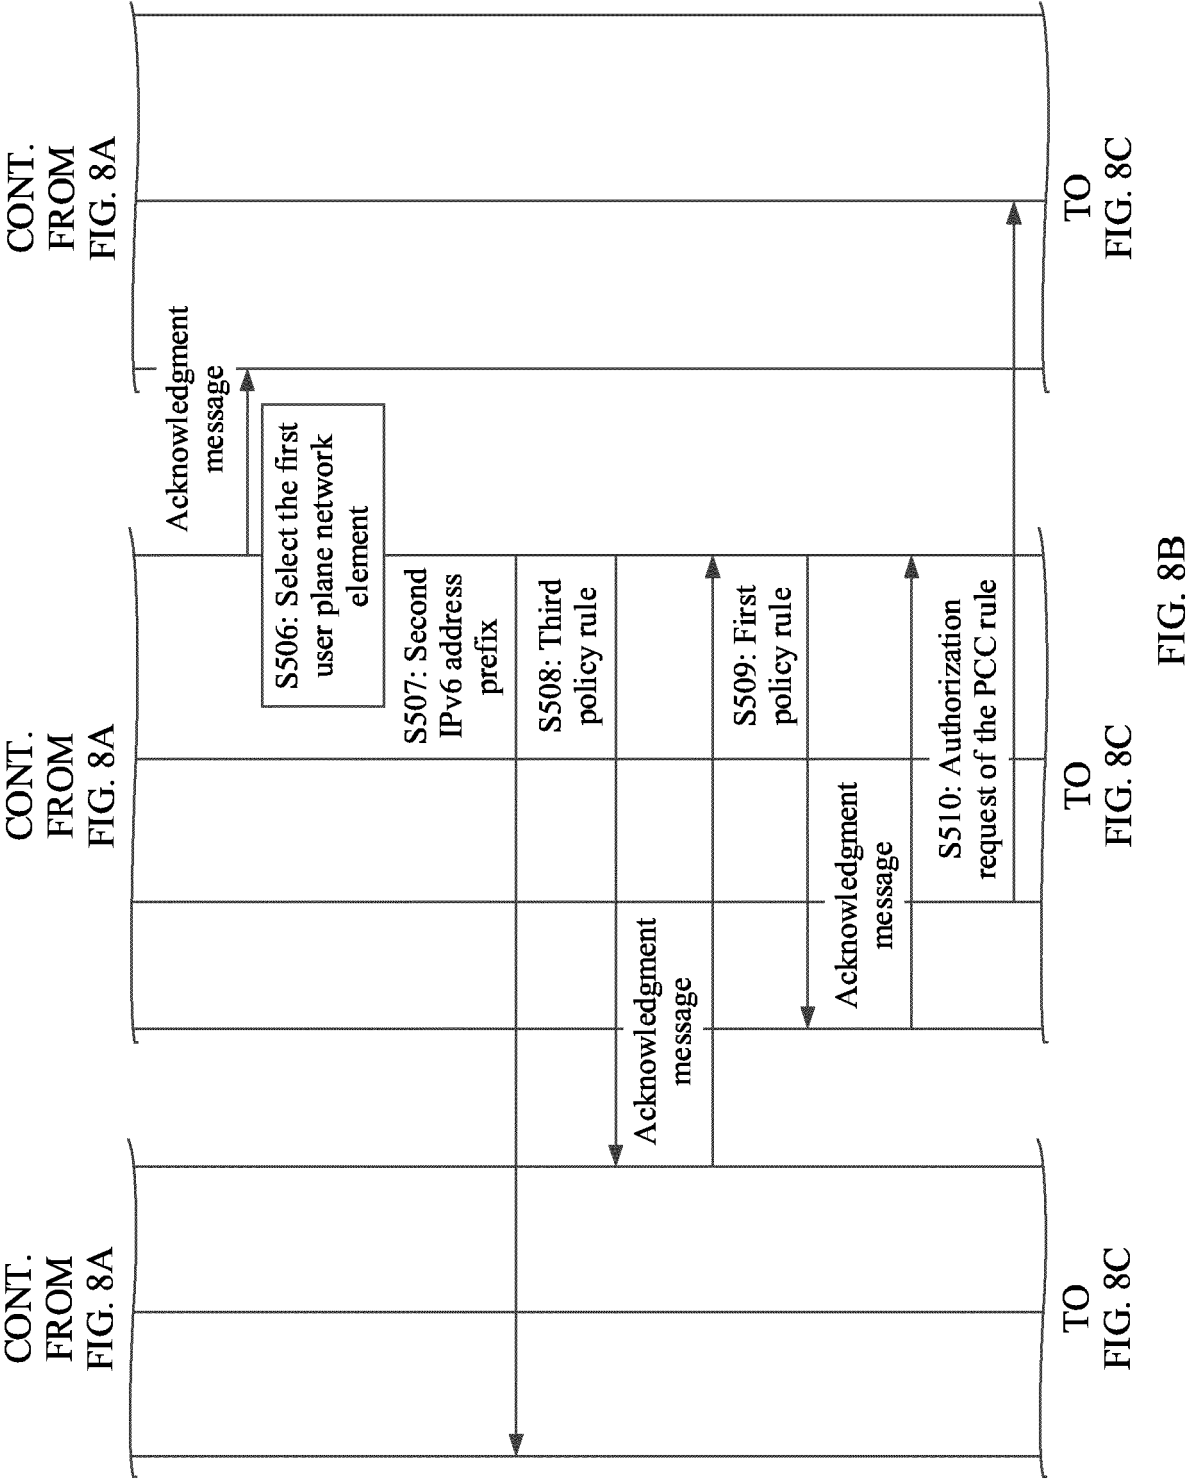 CONT.
FROM
FIG. 8A
CONT.
FROM
FIG. 8A
CONT.
FROM
FIG. 8A
Acknowledgment
message
S506: Select the first
user plane network
element
S507: Second
IPv6 address
prefix
S508: Third
policy rule
Acknowledgment
message
S509: First
policy rule
Acknowledgment
message
S510: Authorization
request of the PCC rule
TO
FIG. 8C
TO
FIG. 8C
TO
FIG. 8C
FIG. 8B